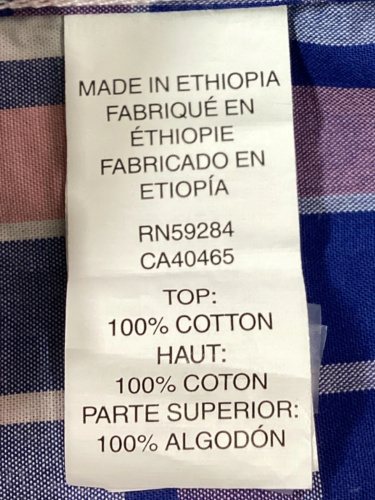 MADE IN ETHIOPIA
FABRIQUÉ EN
ÉTHIOPIE
FABRICADO EN
ETIOPÍA
RN59284
CA40465
TOP:
100% COTTON
HAUT:
100% COTON
PARTE SUPERIOR:
100% ALGODÓN